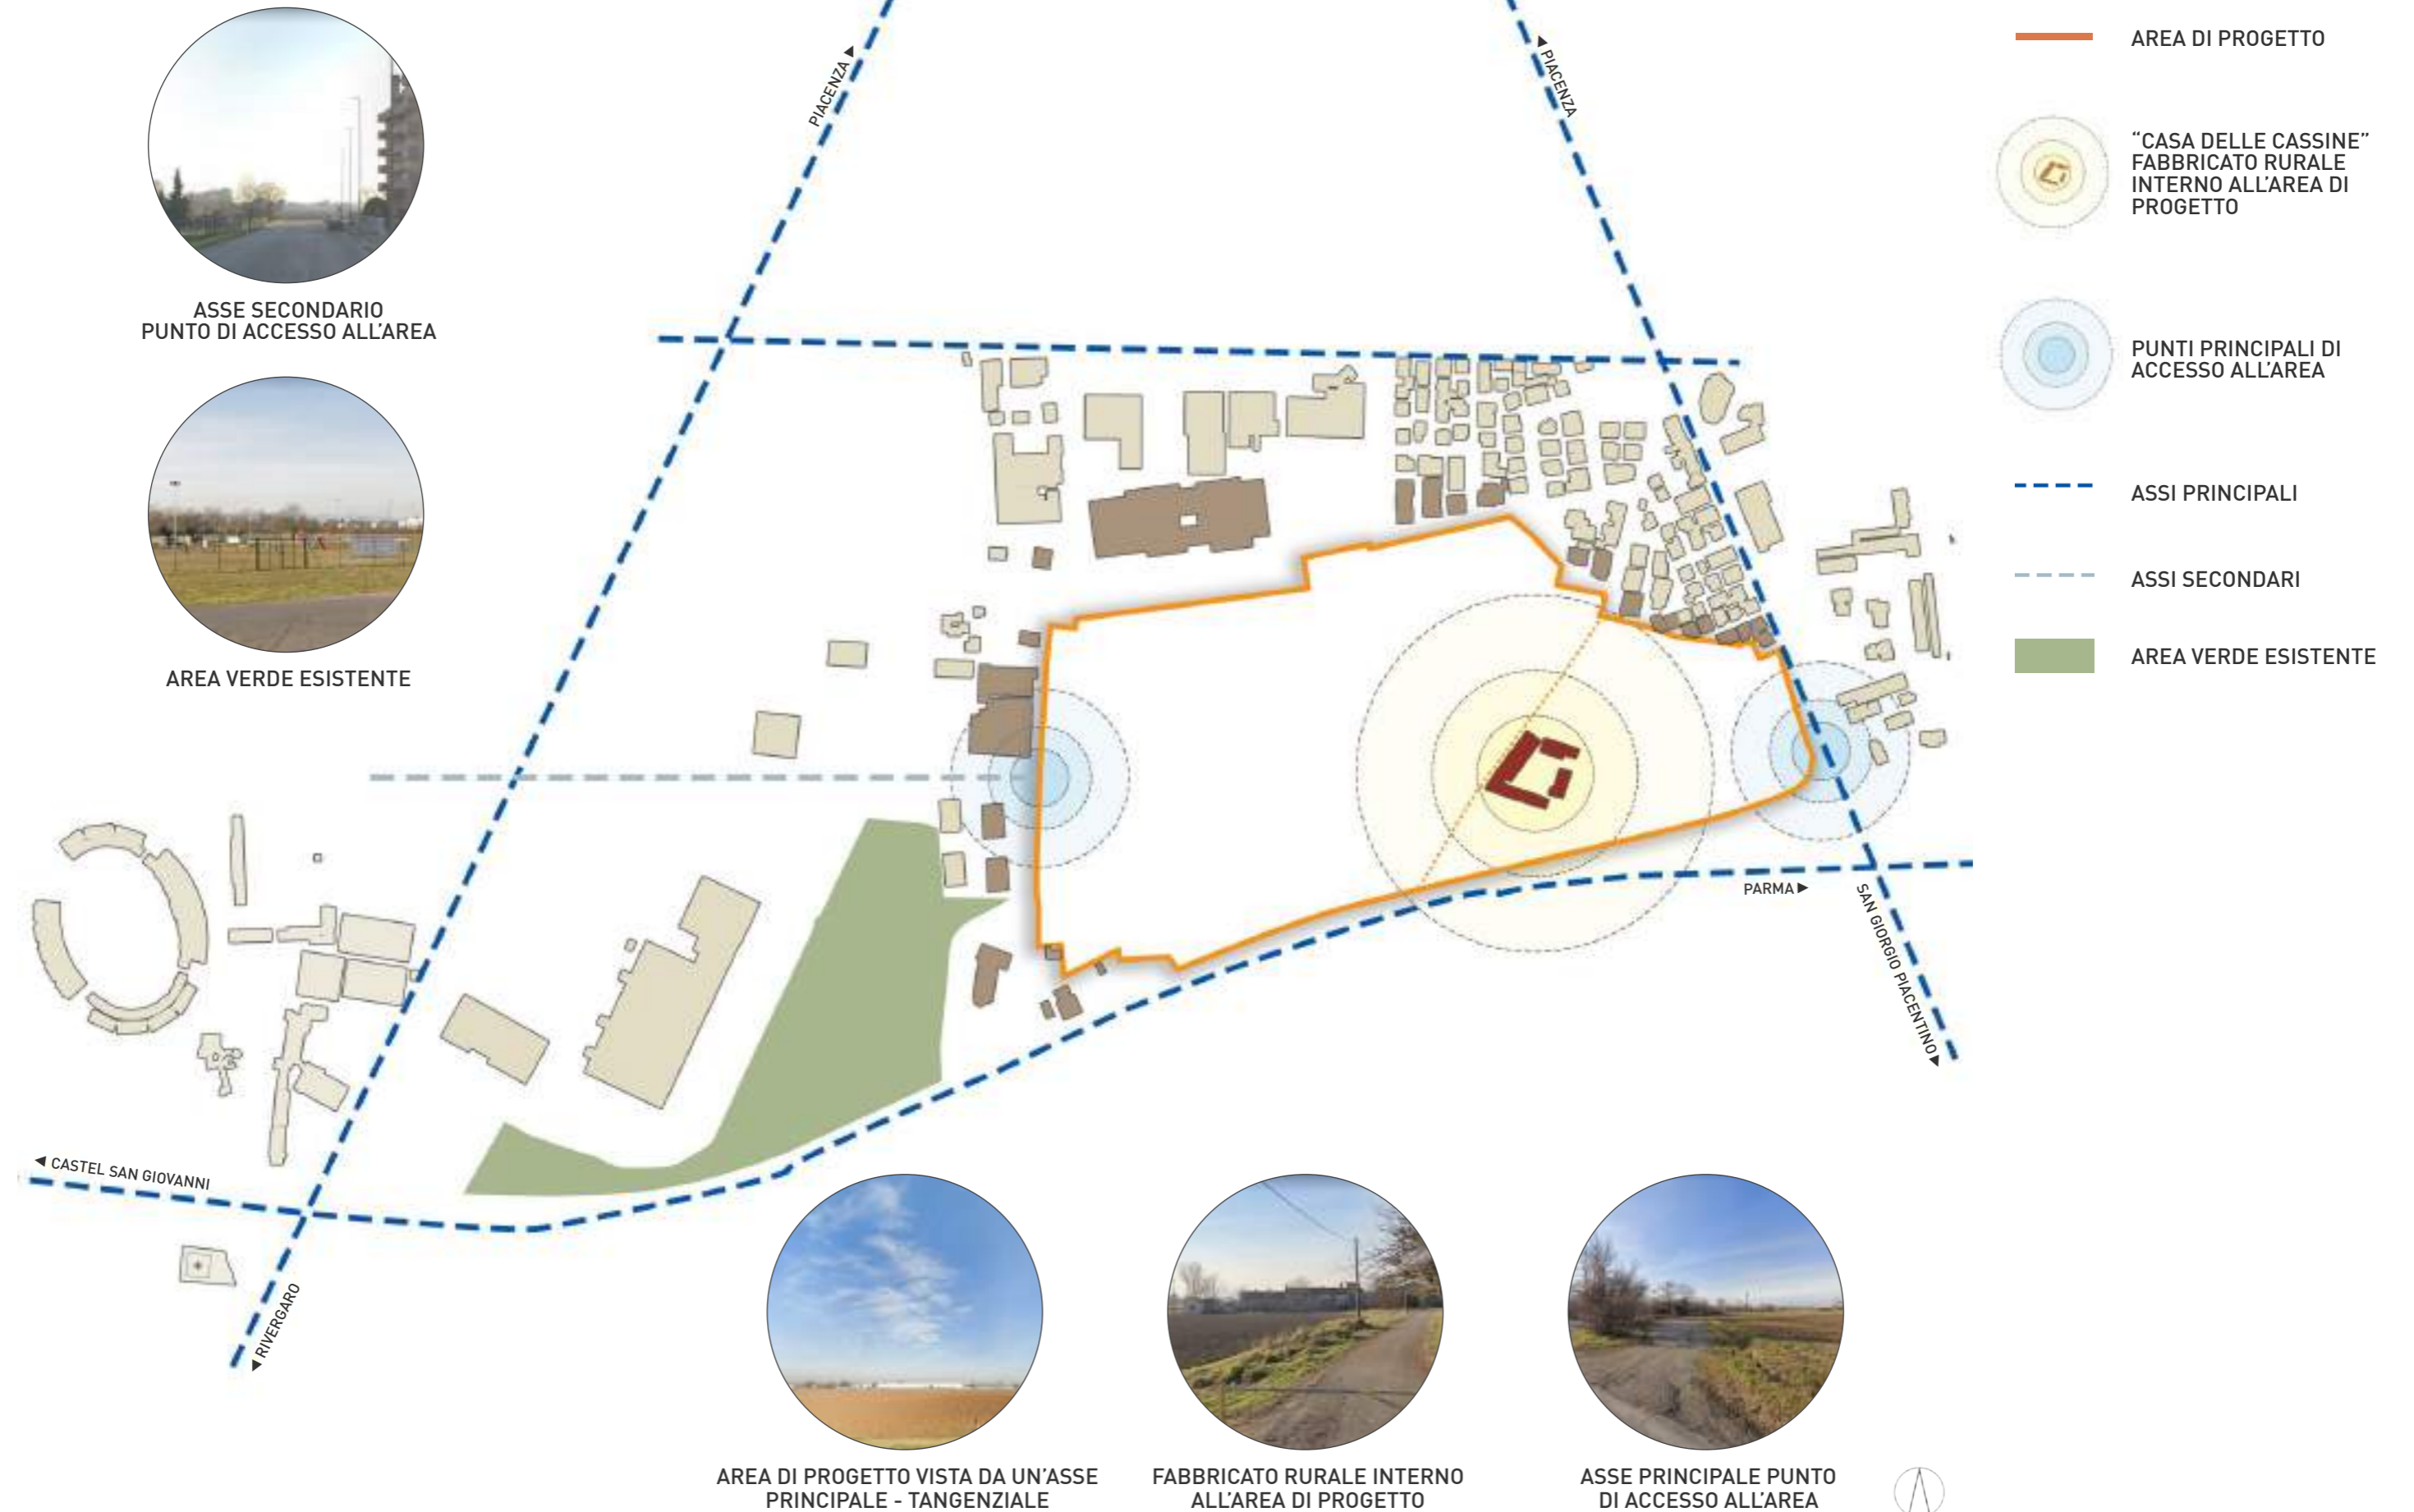 PIACENZA
PIACENZA
AREA DI PROGETTO
“CASA DELLE CASSINE”
FABBRICATO RURALE
INTERNO ALL’AREA DI
PROGETTO
PUNTI PRINCIPALI DI
ACCESSO ALL’AREA
ASSI PRINCIPALI
ASSI SECONDARI
AREA VERDE ESISTENTE
ASSE SECONDARIO
PUNTO DI ACCESSO ALL’AREA
AREA VERDE ESISTENTE
PARMA
SAN GIORGIO PIACENTINO
CASTEL SAN GIOVANNI
RIVERGARO
AREA DI PROGETTO VISTA DA UN’ASSE
PRINCIPALE - TANGENZIALE
FABBRICATO RURALE INTERNO
ALL’AREA DI PROGETTO
ASSE PRINCIPALE PUNTO
DI ACCESSO ALL’AREA